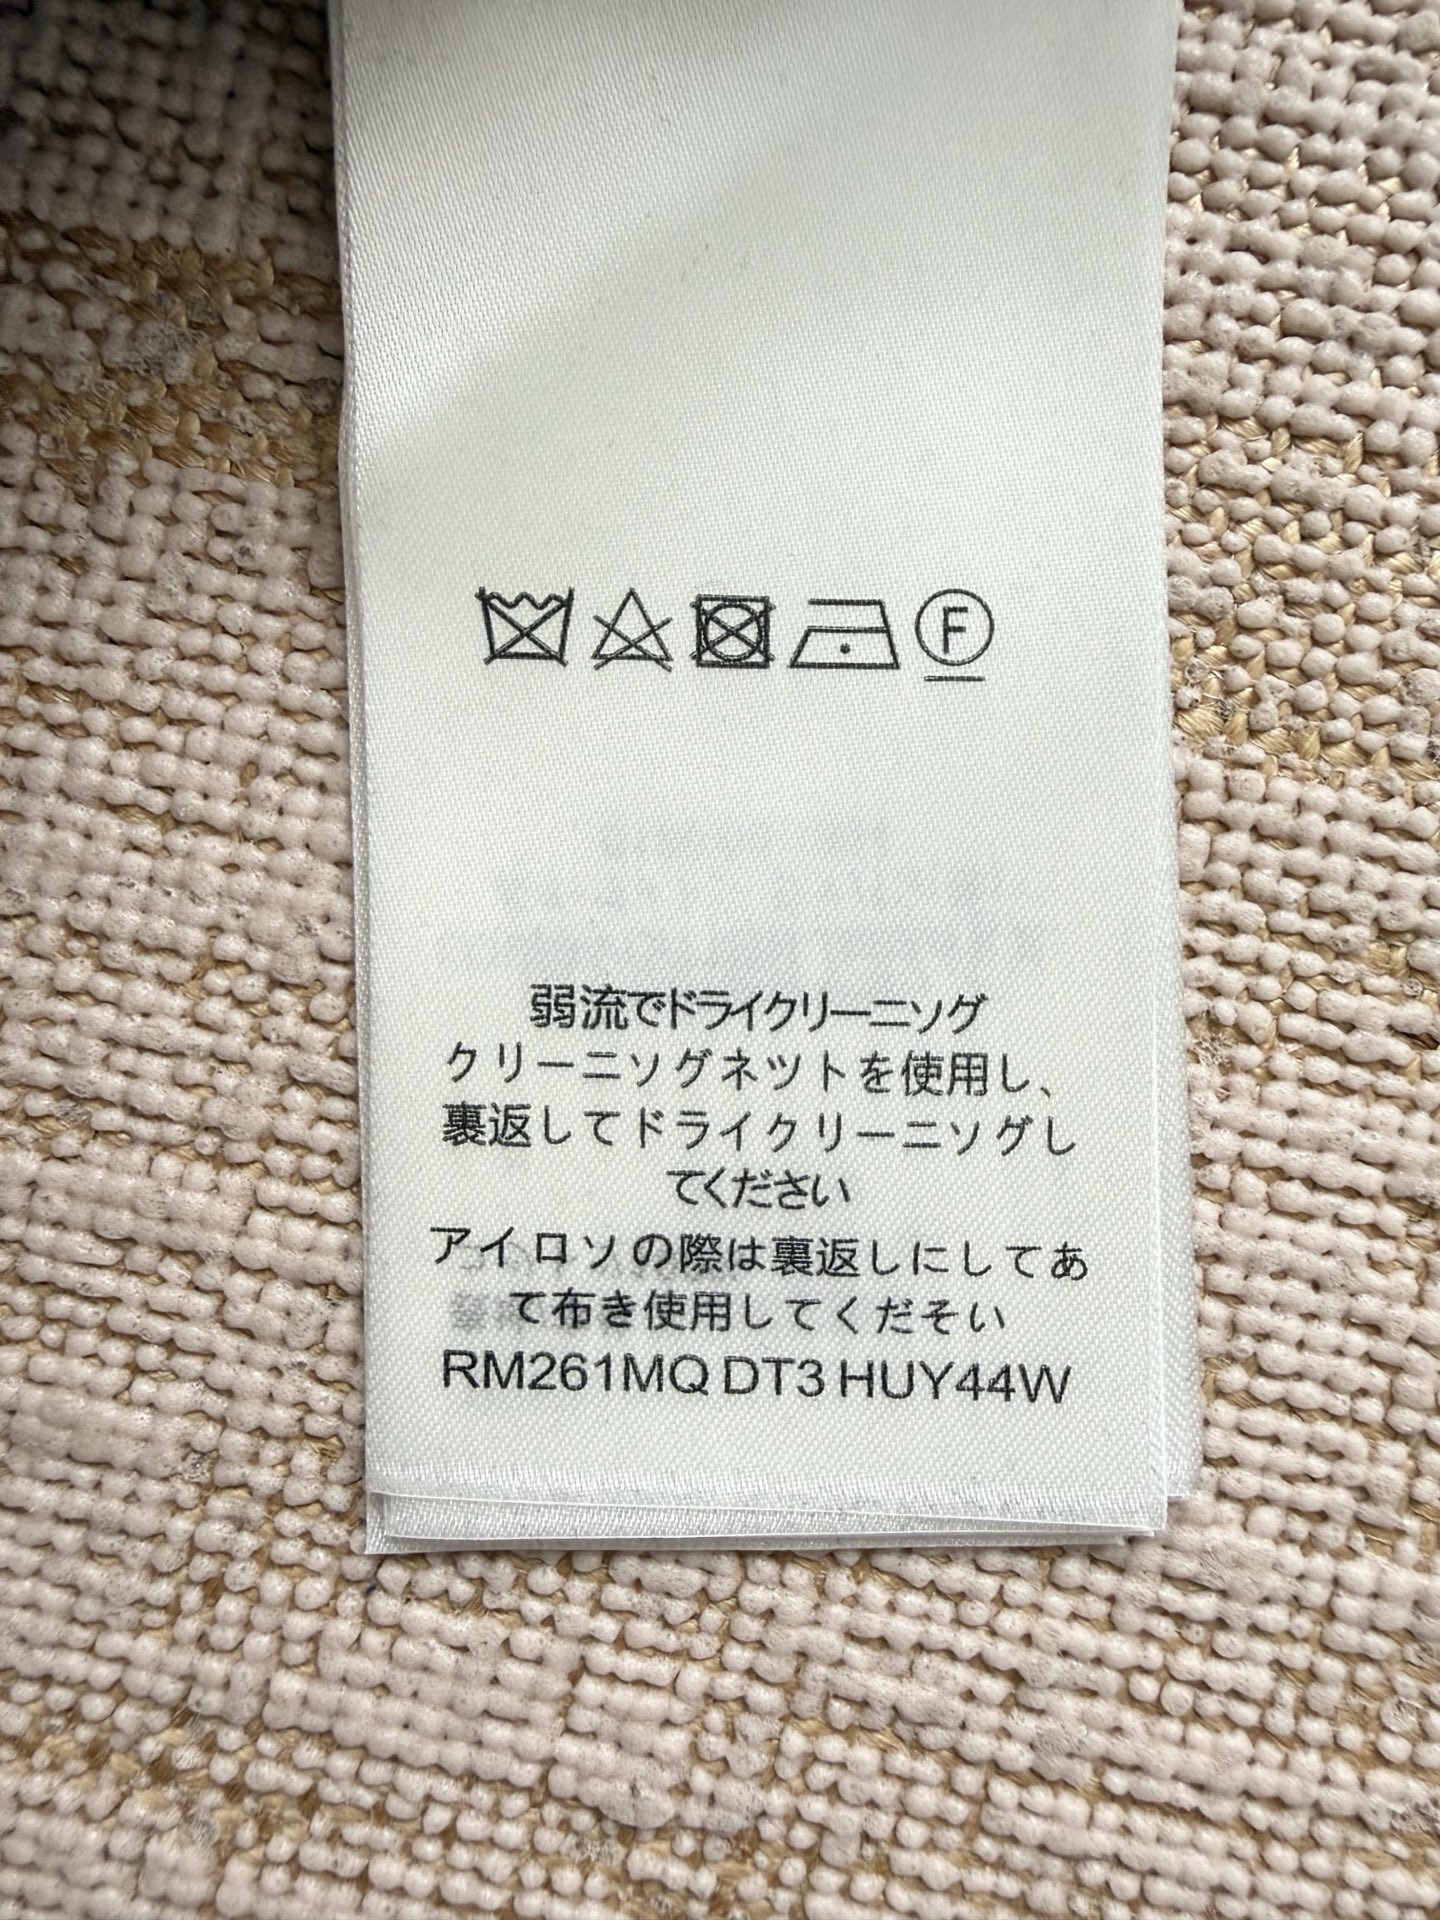 F
弱流でドライクリーニソグ
クリーニソグネツトを使用し、
裏返してドライクリーニソグし
てください
アイロソの際は裏返しにしてあ
て布き使用してくだそい
RM261MQ DT3 HUY44W